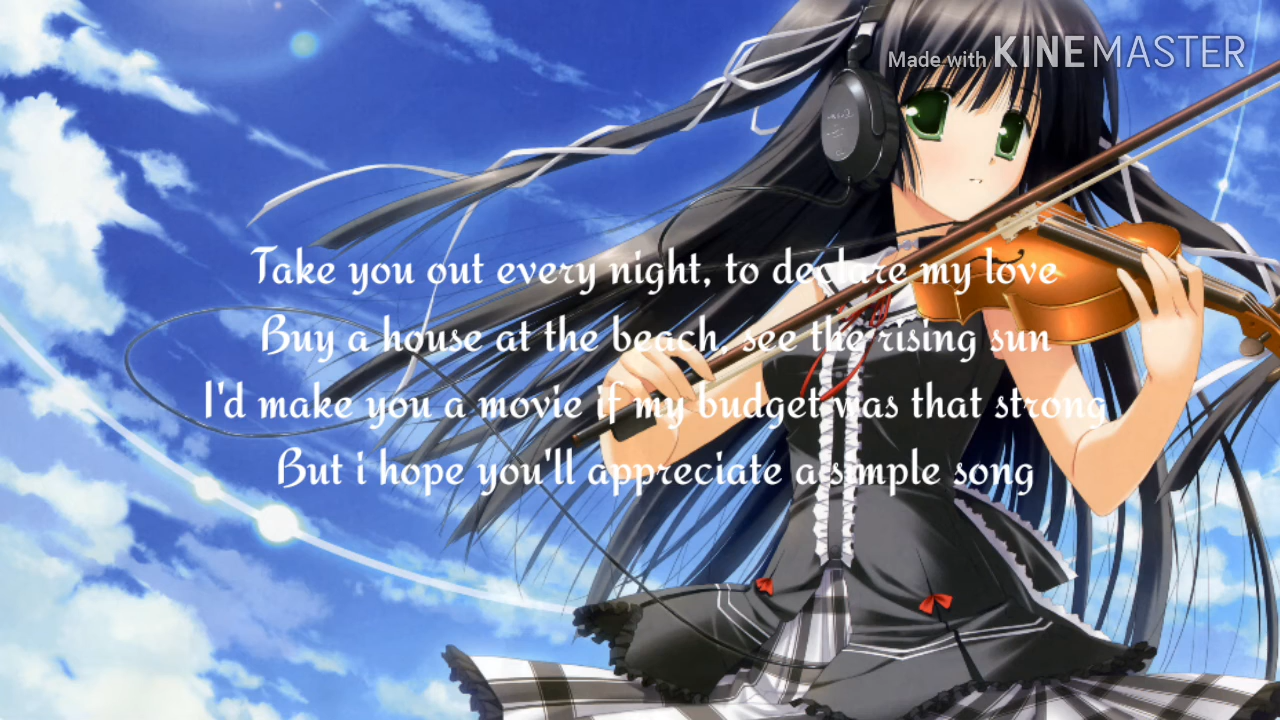 Made with KINEMASTER
Take you out every night, to declare my love
Buy a house at the beach, see the rising sun
I'd make you a movie if my budget was that strong
But i hope you'll appreciate a simple song